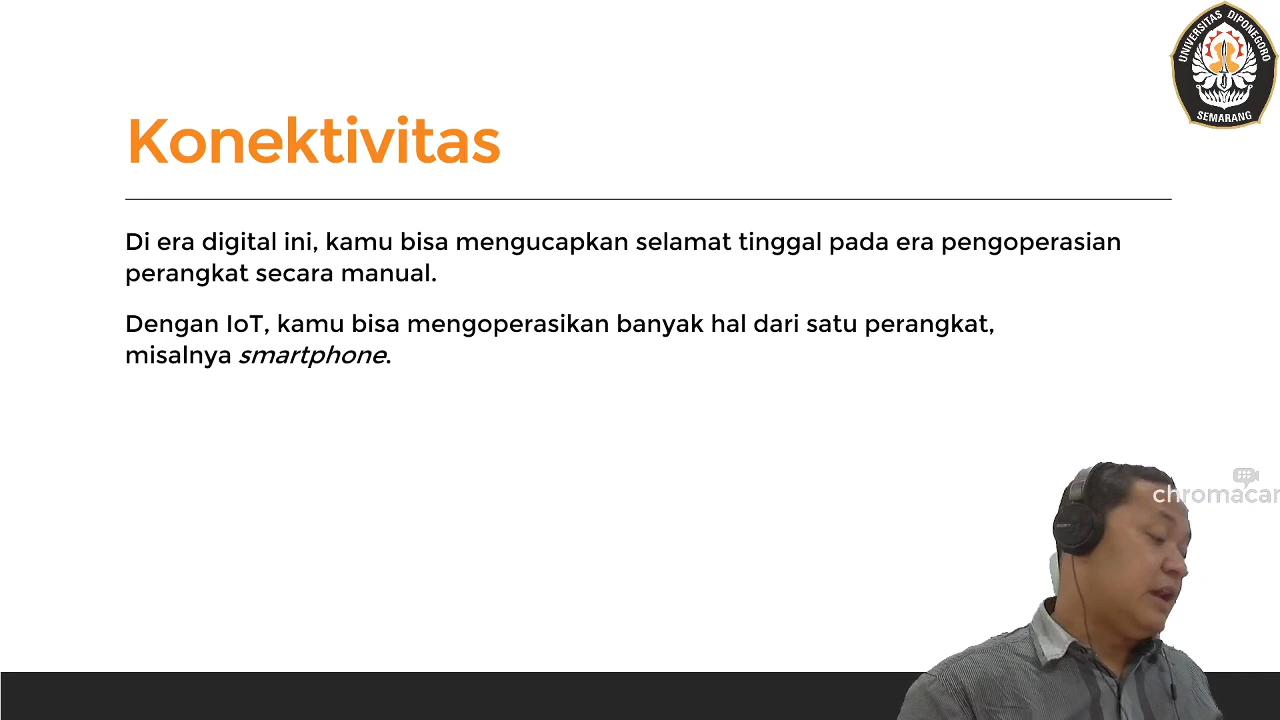 UNIVERSITAS DIPONEGORO
SEMARANG
Konektivitas
Di era digital ini, kamu bisa mengucapkan selamat tinggal pada era pengoperasian
perangkat secara manual.
Dengan IoT, kamu bisa mengoperasikan banyak hal dari satu perangkat,
misalnya smartphone.
chromacam